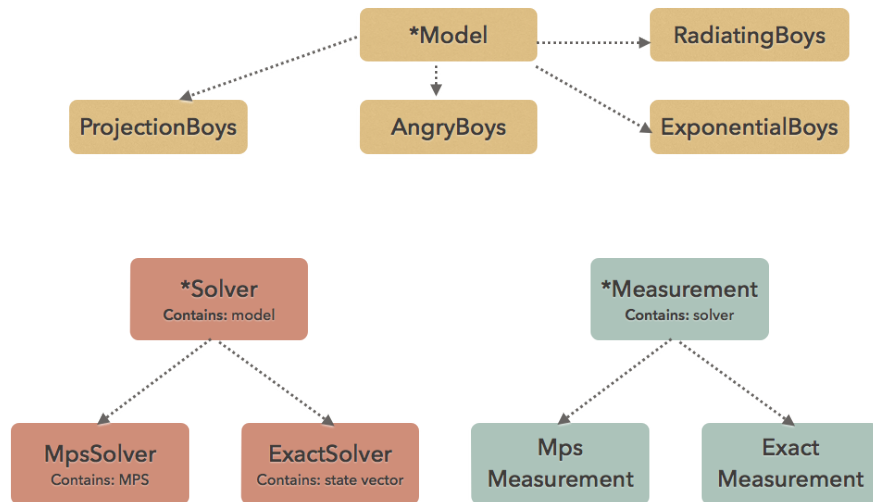 *Model
RadiatingBoys
ProjectionBoys
AngryBoys
ExponentialBoys
*Solver
Contains: model
*Measurement
Contains: solver
MpsSolver
Contains: MPS
ExactSolver
Contains: state vector
Mps
Measurement
Exact
Measurement